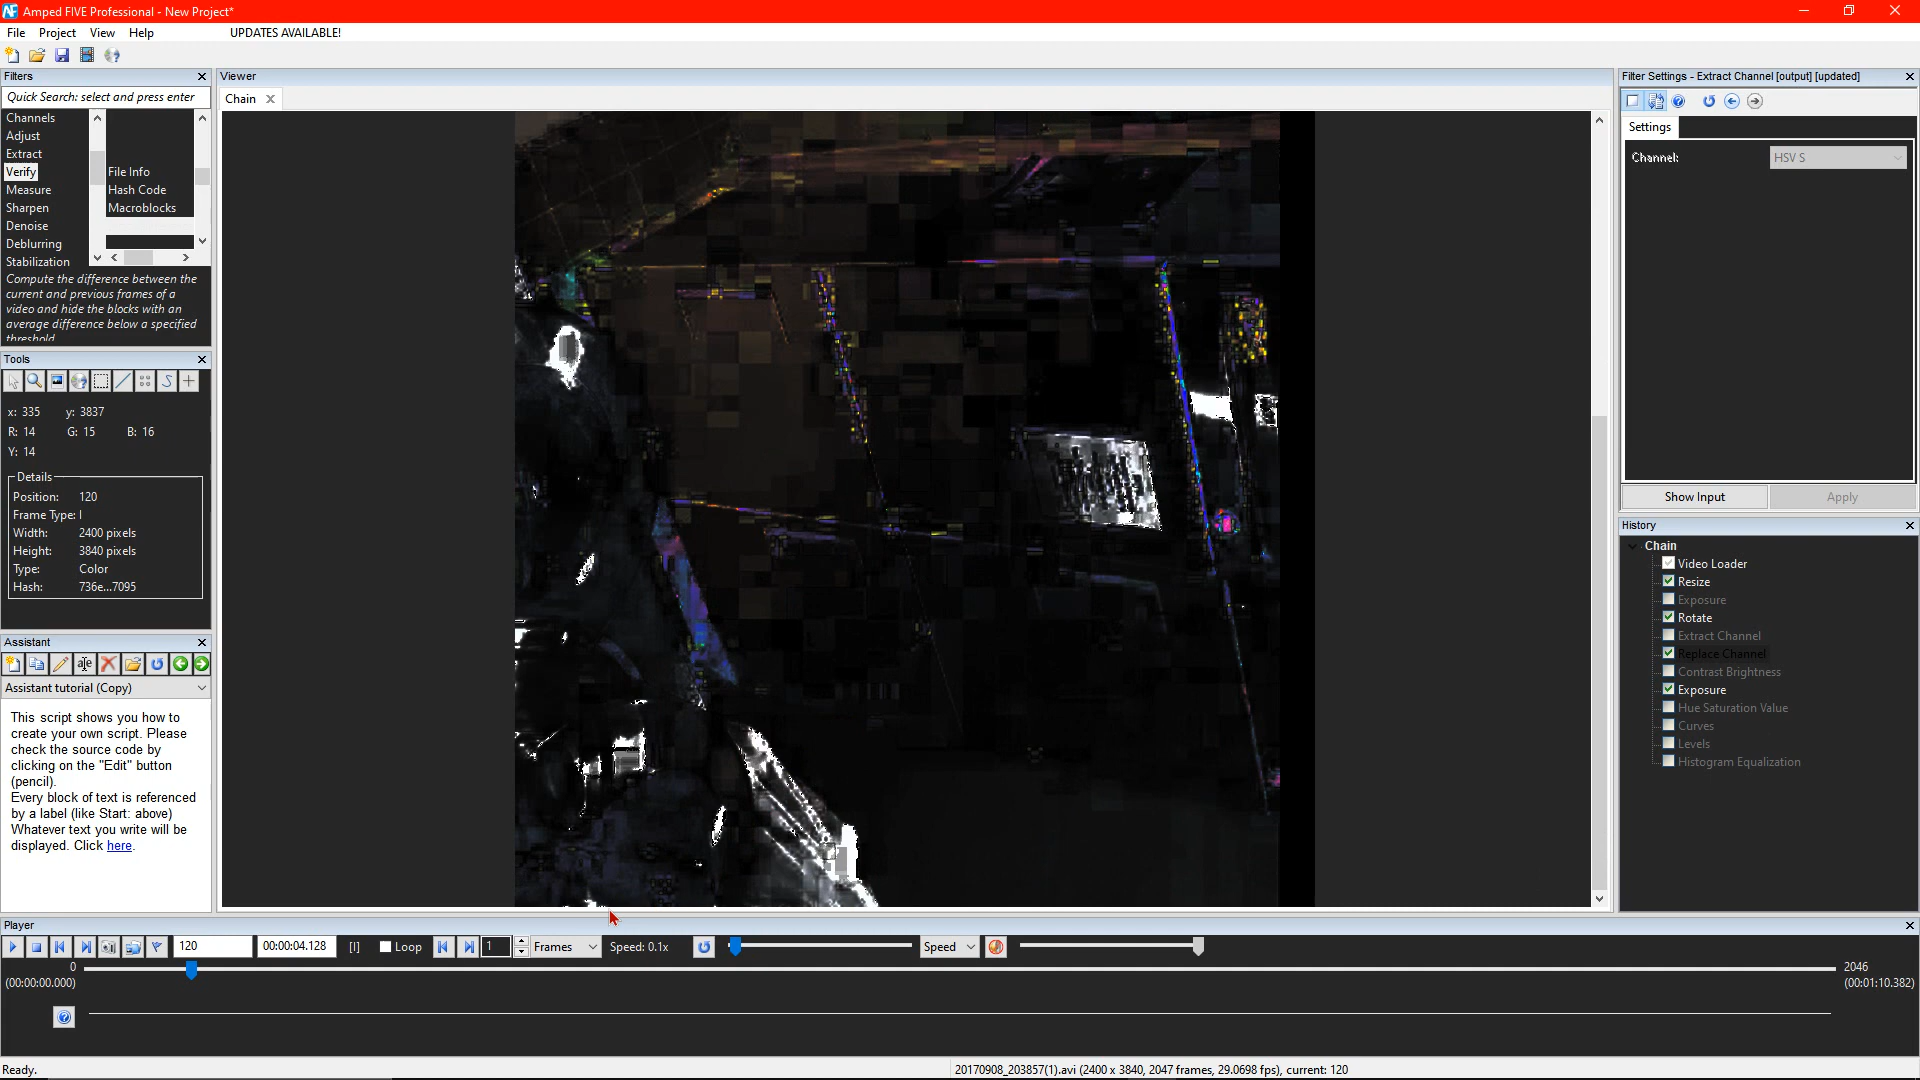 Amped FIVE Professional - New Project*
File Project View Help UPDATES AVAILABLE!
Filters
Quick Search: select and press enter
Channels
Adjust
Extract
Verify
Measure
Sharpen
Denoise
Deblurring
Stabilization
File Info
Hash Code
Macroblocks
Compute the difference between the
current and previous frames of a
video and hide the blocks with an
average difference below a specified
threshold
Tools
x: 335 y: 3837
R: 14 G: 15 B: 16
Y: 14
Details
Position: 120
Frame Type: I
Width: 2400 pixels
Height: 3840 pixels
Type: Color
Hash: 736e...7095
Assistant
Assistant tutorial (Copy)
This script shows you how to
create your own script. Please
check the source code by
clicking on the "Edit" button
(pencil).
Every block of text is referenced
by a label (like Start: above)
Whatever text you write will be
displayed. Click here.
Viewer
Chain
Filter Settings - Extract Channel [output] [updated]
Settings
Channel: HSV S
Show Input Apply
History
Chain
Video Loader
Resize
Exposure
Rotate
Extract Channel
Replace Channel
Contrast Brightness
Exposure
Hue Saturation Value
Curves
Levels
Histogram Equalization
Player
120 00:00:04.128 [I] Loop 1 Frames Speed: 0.1x Speed
0 2046
(00:00:00.000) (00:01:10.382)
Ready. 20170908_203857(1).avi (2400 x 3840, 2047 frames, 29.0698 fps), current: 120